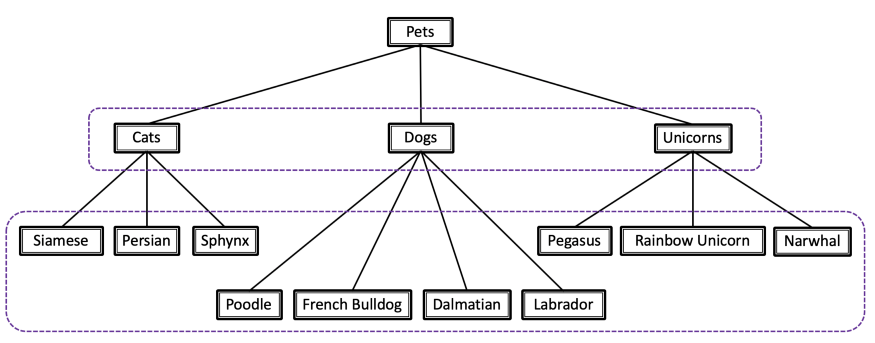 Pets
Cats
Dogs
Unicorns
Siamese
Persian
Sphynx
Pegasus
Rainbow Unicorn
Narwhal
Poodle
French Bulldog
Dalmatian
Labrador